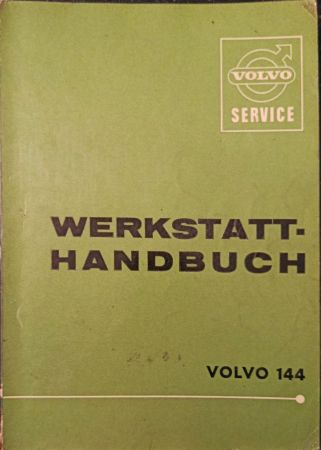 VOLVO
SERVICE
WERKSTATT-
HANDBUCH
VOLVO 144